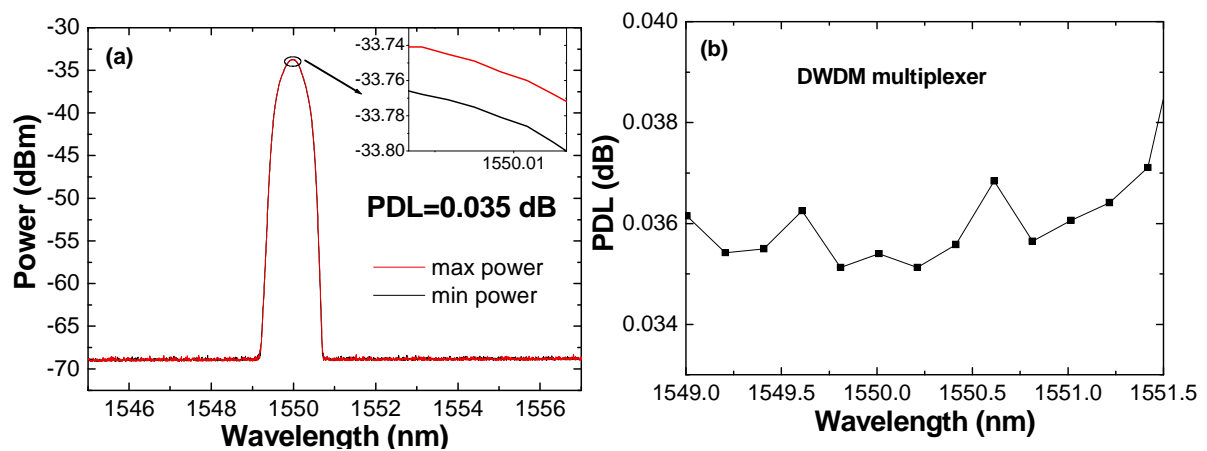 (a)
-30
-35
-40
-45
-50
-55
-60
-65
-70
Power (dBm)
1546 1548 1550 1552 1554 1556
Wavelength (nm)
-33.74
-33.76
-33.78
-33.80
1550.01
PDL=0.035 dB
max power
min power
(b)
DWDM multiplexer
0.040
0.038
0.036
0.034
PDL (dB)
1549.0 1549.5 1550.0 1550.5 1551.0 1551.5
Wavelength (nm)